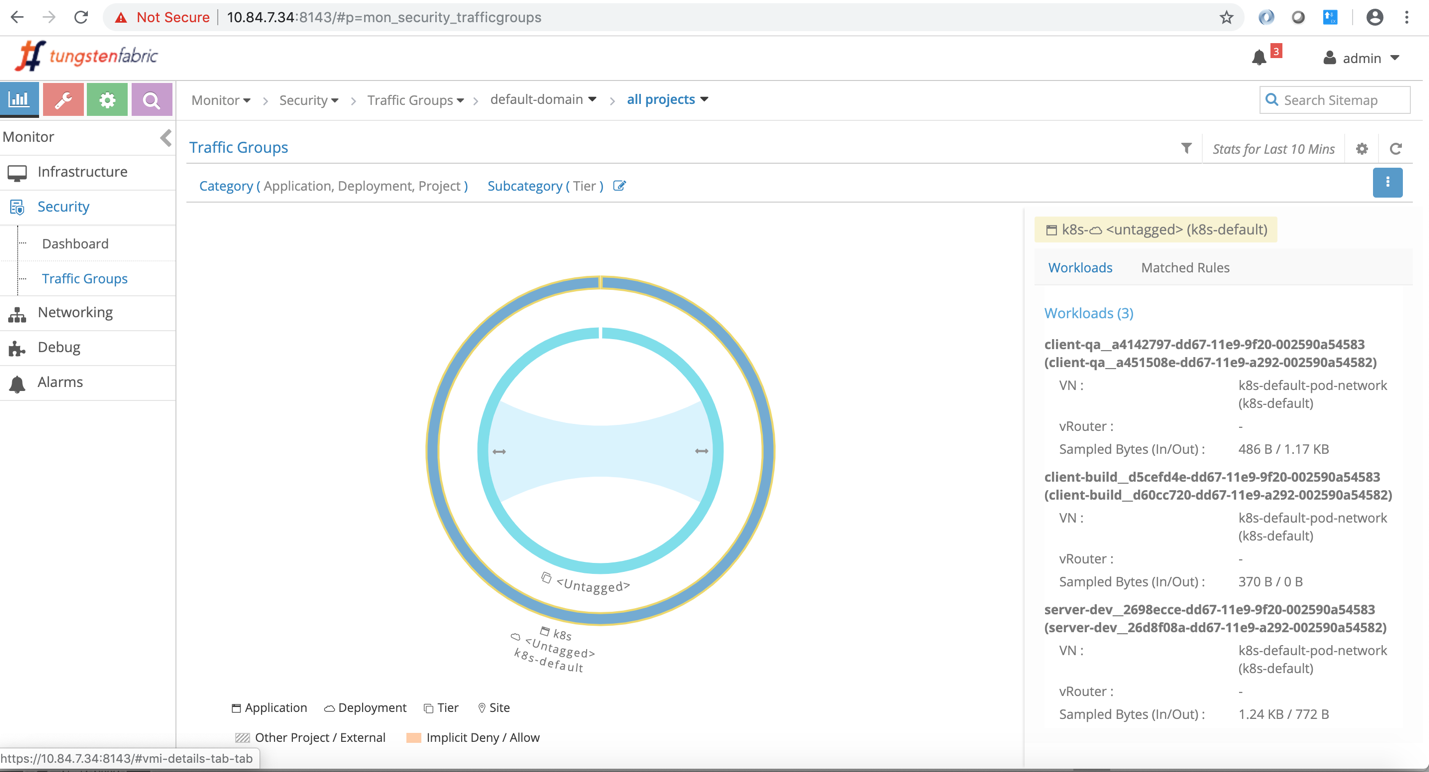 Not Secure | 10.84.7.34:8143/#p=mon_security_trafficgroups
tungstenfabric
3
admin
Monitor > Security > Traffic Groups > default-domain > all projects
Search Sitemap
Monitor
Infrastructure
Security
Dashboard
Traffic Groups
Networking
Debug
Alarms
Traffic Groups
Stats for Last 10 Mins
Category ( Application, Deployment, Project ) Subcategory ( Tier )
<Untagged>
k8s
<Untagged>
k8s-default
Application Deployment Tier Site
Other Project / External Implicit Deny / Allow
k8s- <untagged> (k8s-default)
Workloads Matched Rules
Workloads (3)
client-qa__a4142797-dd67-11e9-9f20-002590a54583
(client-qa__a451508e-dd67-11e9-a292-002590a54582)
VN : k8s-default-pod-network
(k8s-default)
vRouter : -
Sampled Bytes (In/Out) : 486 B / 1.17 KB
client-build__d5cefd4e-dd67-11e9-9f20-002590a54583
(client-build__d60cc720-dd67-11e9-a292-002590a54582)
VN : k8s-default-pod-network
(k8s-default)
vRouter : -
Sampled Bytes (In/Out) : 370 B / 0 B
server-dev__2698ecce-dd67-11e9-9f20-002590a54583
(server-dev__26d8f08a-dd67-11e9-a292-002590a54582)
VN : k8s-default-pod-network
(k8s-default)
vRouter : -
Sampled Bytes (In/Out) : 1.24 KB / 772 B
https://10.84.7.34:8143/#vmi-details-tab-tab